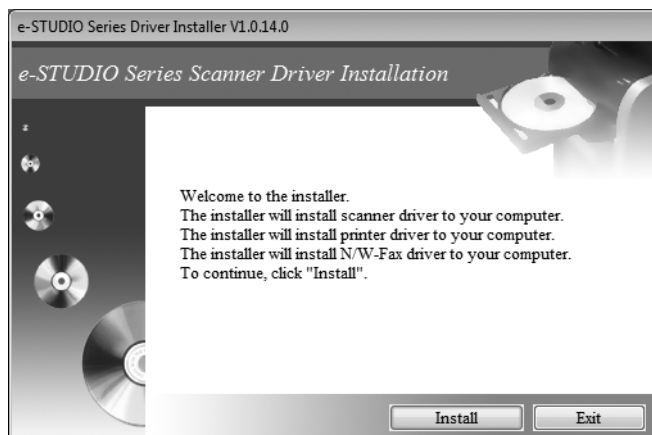 e-STUDIO Series Driver Installer V1.0.14.0
e-STUDIO Series Scanner Driver Installation
Welcome to the installer.
The installer will install scanner driver to your computer.
The installer will install printer driver to your computer.
The installer will install N/W-Fax driver to your computer.
To continue, click "Install".
Install
Exit